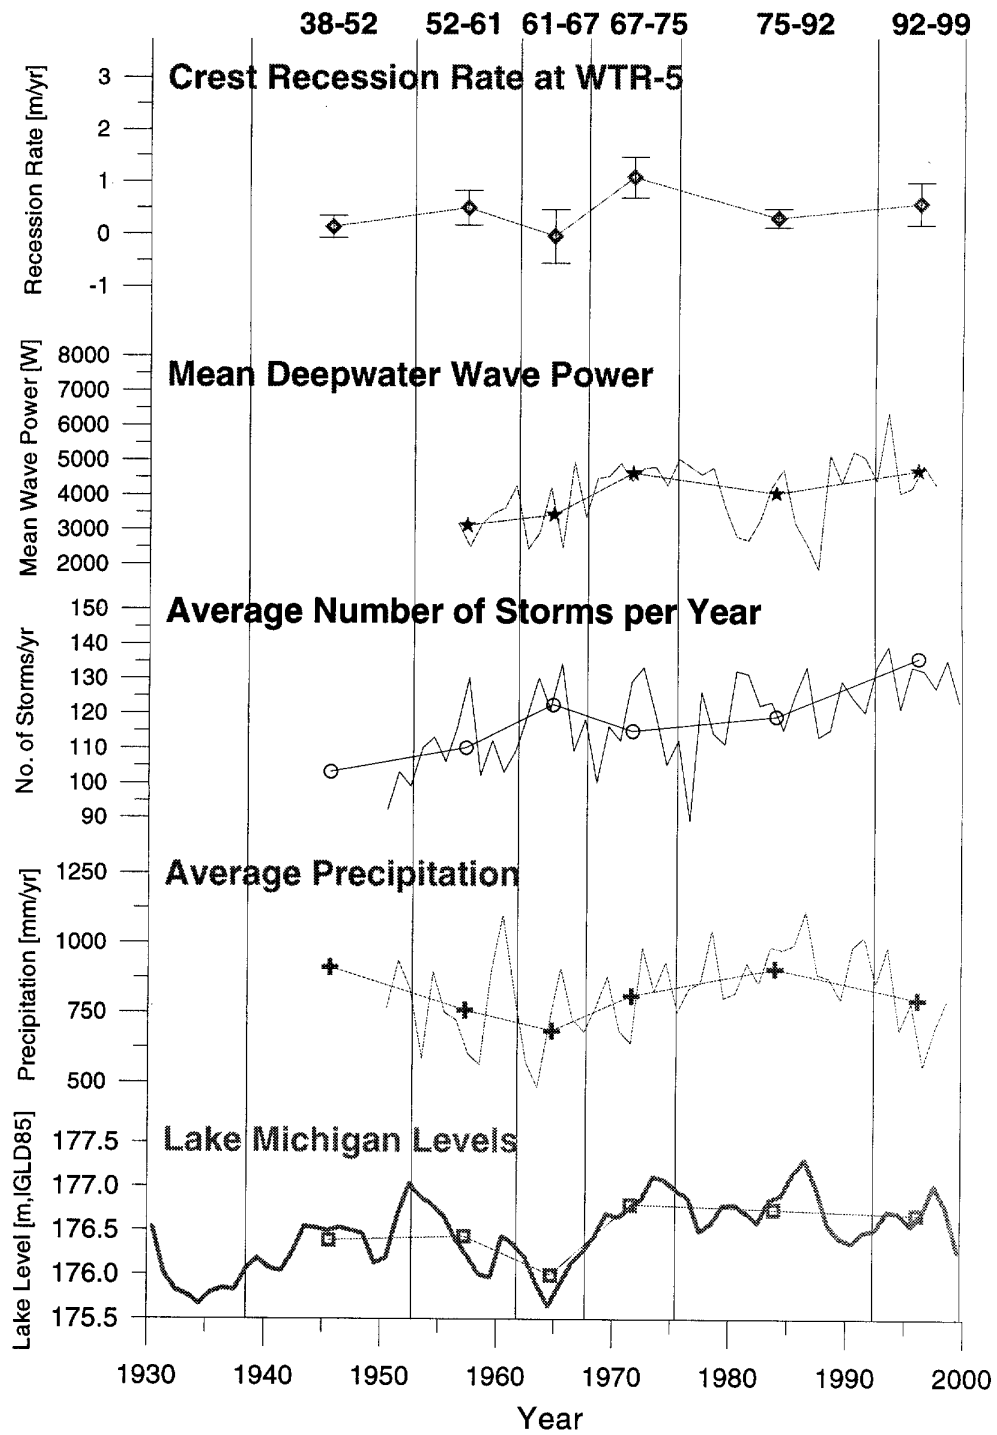 38-52 52-61 61-67 67-75 75-92 92-99
Crest Recession Rate at WTR-5
Recession Rate [m/yr]
3
2
1
0
-1
Mean Deepwater Wave Power
Mean Wave Power [W]
8000
7000
6000
5000
4000
3000
2000
Average Number of Storms per Year
No. of Storms/yr
150
140
130
120
110
100
90
Average Precipitation
Precipitation [mm/yr]
1250
1000
750
500
Lake Michigan Levels
Lake Level [m,IGLD85]
177.5
177.0
176.5
176.0
175.5
1930 1940 1950 1960 1970 1980 1990 2000
Year